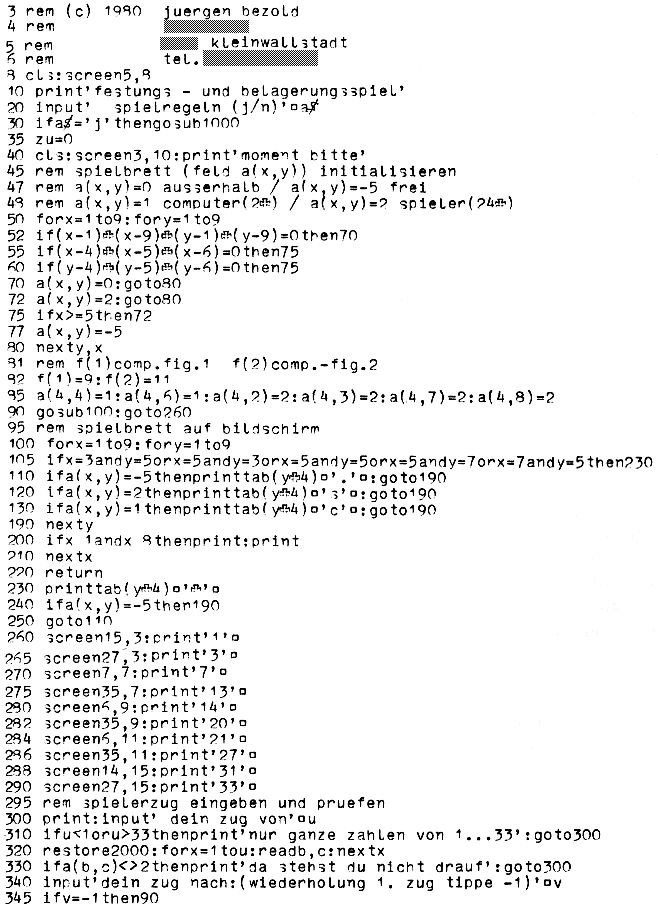 3 rem (c) 1980 juergen bezold
4 rem
5 rem kleinwallstadt
6 rem tel.
8 cls:screen5,8
10 print'festungs - und belagerungsspiel'
20 input' spielregeln (j/n)'¤a$
30 ifa$='j'thengosub1000
35 zu=0
40 cls:screen3,10:print'moment bitte'
45 rem spielbrett (feld a(x,y)) initialisieren
47 rem a(x,y)=0 ausserhalb / a(x,y)=-5 frei
48 rem a(x,y)=1 computer(2*) / a(x,y)=2 spieler(24*)
50 forx=1to9:fory=1to9
52 if(x-1)*(x-9)*(y-1)*(y-9)=0then70
55 if(x-4)*(x-5)*(x-6)=0then75
60 if(y-4)*(y-5)*(y-6)=0then75
70 a(x,y)=0:goto80
72 a(x,y)=2:goto80
75 ifx>=5then72
77 a(x,y)=-5
80 nexty,x
81 rem f(1)comp.fig.1 f(2)comp.-fig.2
82 f(1)=9:f(2)=11
85 a(4,4)=1:a(4,6)=1:a(4,2)=2:a(4,3)=2:a(4,7)=2:a(4,8)=2
90 gosub100:goto260
95 rem spielbrett auf bildschirm
100 forx=1to9:fory=1to9
105 ifx=3andy=5orx=5andy=3orx=5andy=5orx=5andy=7orx=7andy=5then230
110 ifa(x,y)=-5thenprinttab(y*4)¤'.'¤:goto190
120 ifa(x,y)=2thenprinttab(y*4)¤'s'¤:goto190
130 ifa(x,y)=1thenprinttab(y*4)¤'c'¤:goto190
190 nexty
200 ifx 1andx 8thenprint:print
210 nextx
220 return
230 printtab(y*4)¤'*'¤
240 ifa(x,y)=-5then190
250 goto110
260 screen15,3:print'1'¤
265 screen27,3:print'3'¤
270 screen7,7:print'7'¤
275 screen35,7:print'13'¤
280 screen6,9:print'14'¤
282 screen35,9:print'20'¤
284 screen6,11:print'21'¤
286 screen35,11:print'27'¤
288 screen14,15:print'31'¤
290 screen27,15:print'33'¤
295 rem spielerzug eingeben und pruefen
300 print:input' dein zug von'¤u
310 ifu<1oru>33thenprint'nur ganze zahlen von 1...33':goto300
320 restore2000:forx=1tou:readb,c:nextx
330 ifa(b,c)<>2thenprint'da stehst du nicht drauf':goto300
340 input'dein zug nach:(wiederholung 1. zug tippe -1)'¤v
345 ifv=-1then90